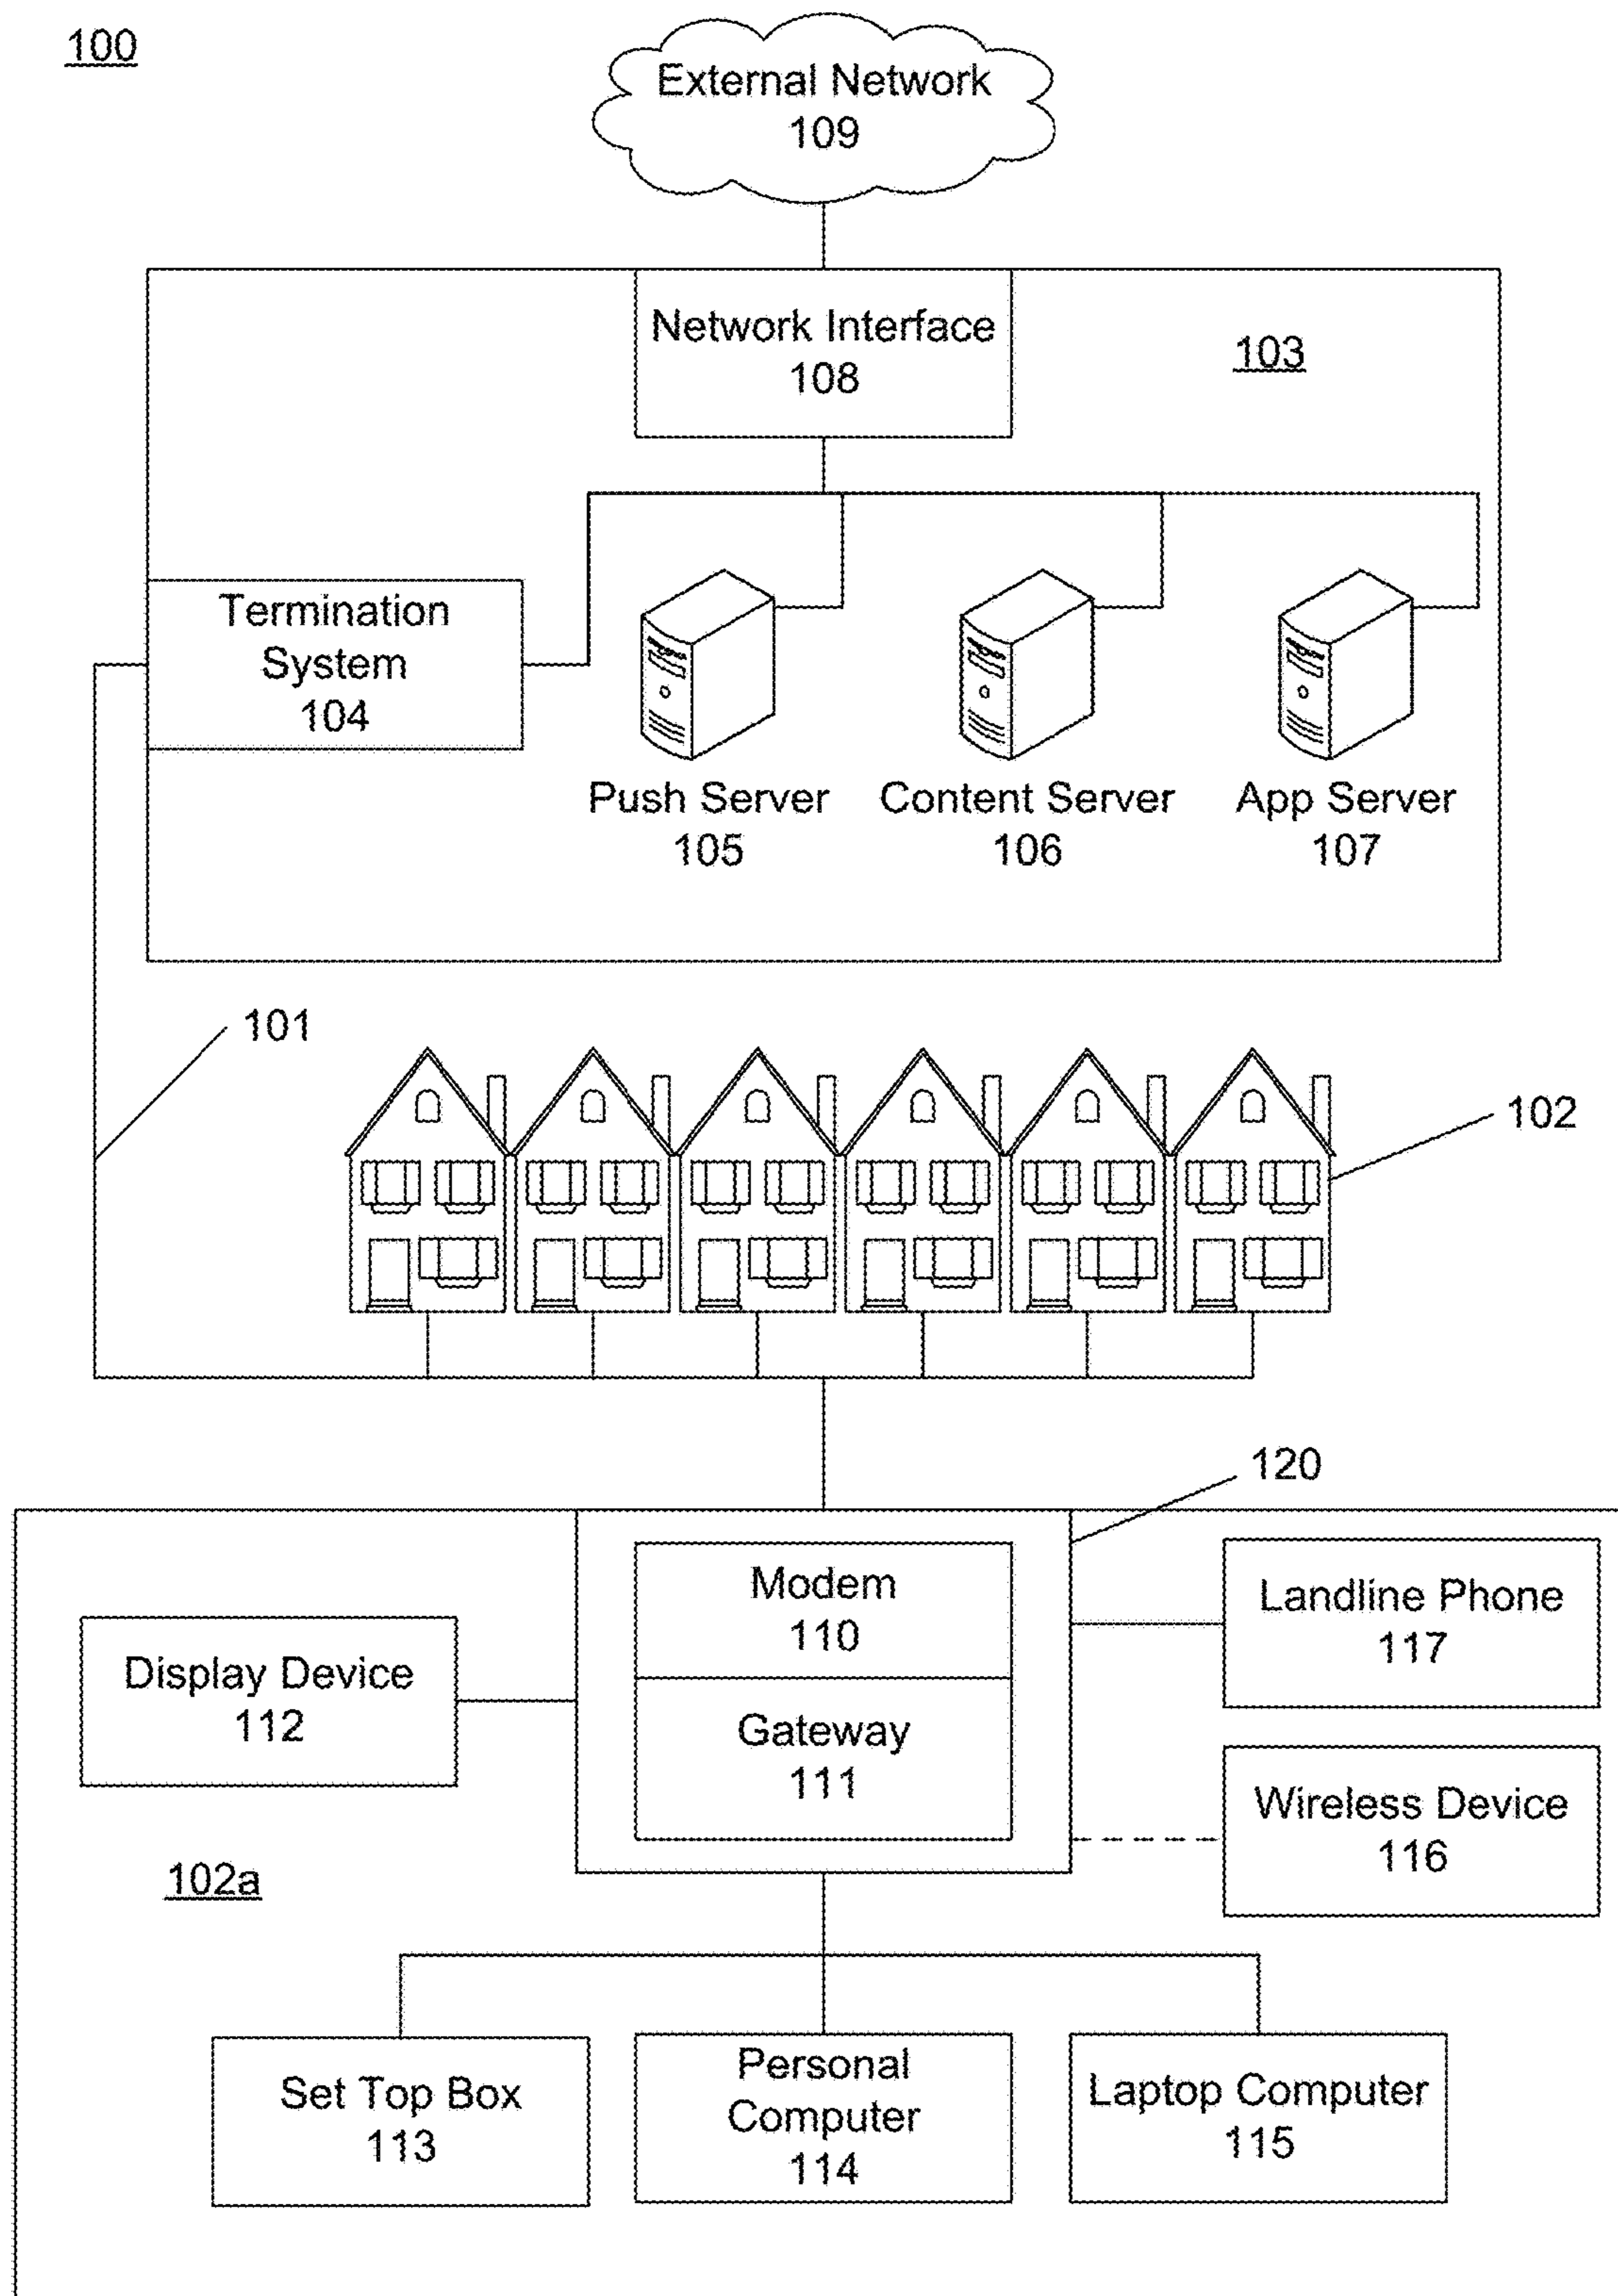 100
External Network
109
Network Interface
108
103
Termination
System
104
Push Server
105
Content Server
106
App Server
107
101
102
120
Modem
110
Gateway
111
Landline Phone
117
Display Device
112
Wireless Device
116
102a
Set Top Box
113
Personal
Computer
114
Laptop Computer
115